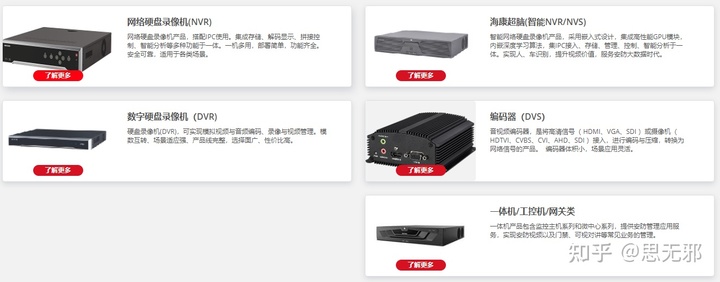 网络硬盘录像机(NVR)
网络硬盘录像机产品，搭配IPC使用。集成存储、解码显示、拼接控
制、智能分析等多种功能于一体。一机多用，部署简单，功能齐全。
安全可靠，适用于各类场景。
了解更多
海康超脑(智能NVR/NVS)
智能网络硬盘录像机产品，采用嵌入式设计，集成高性能GPU模块，
内嵌深度学习算法，集IPC接入、存储、管理、控制、智能分析于一
体。实现人、车识别，提升视频价值，服务安防大数据时代。
了解更多
数字硬盘录像机（DVR)
硬盘录像机(DVR)，可实现模拟视频与音频编码、录像与视频管理。模
数互转、场景适应强、产品线完整、选择面广、性价比高。
了解更多
编码器（DVS)
音视频编码器，是将高清信号（ HDMI、VGA、SDI ）或摄像机（
HDTVI、CVBS、CVI、AHD、SDI ）接入，进行编码与压缩，转换为
网络信号的产品。 编码器体积小、场景应用灵活。
了解更多
一体机/工控机/网关类
一体机产品包含监控主机系列和微中心系列，提供安防管理应用服
务，实现安防视频以及门禁、可视对讲等常见业务的管理。
了解更多
知乎 @思无邪